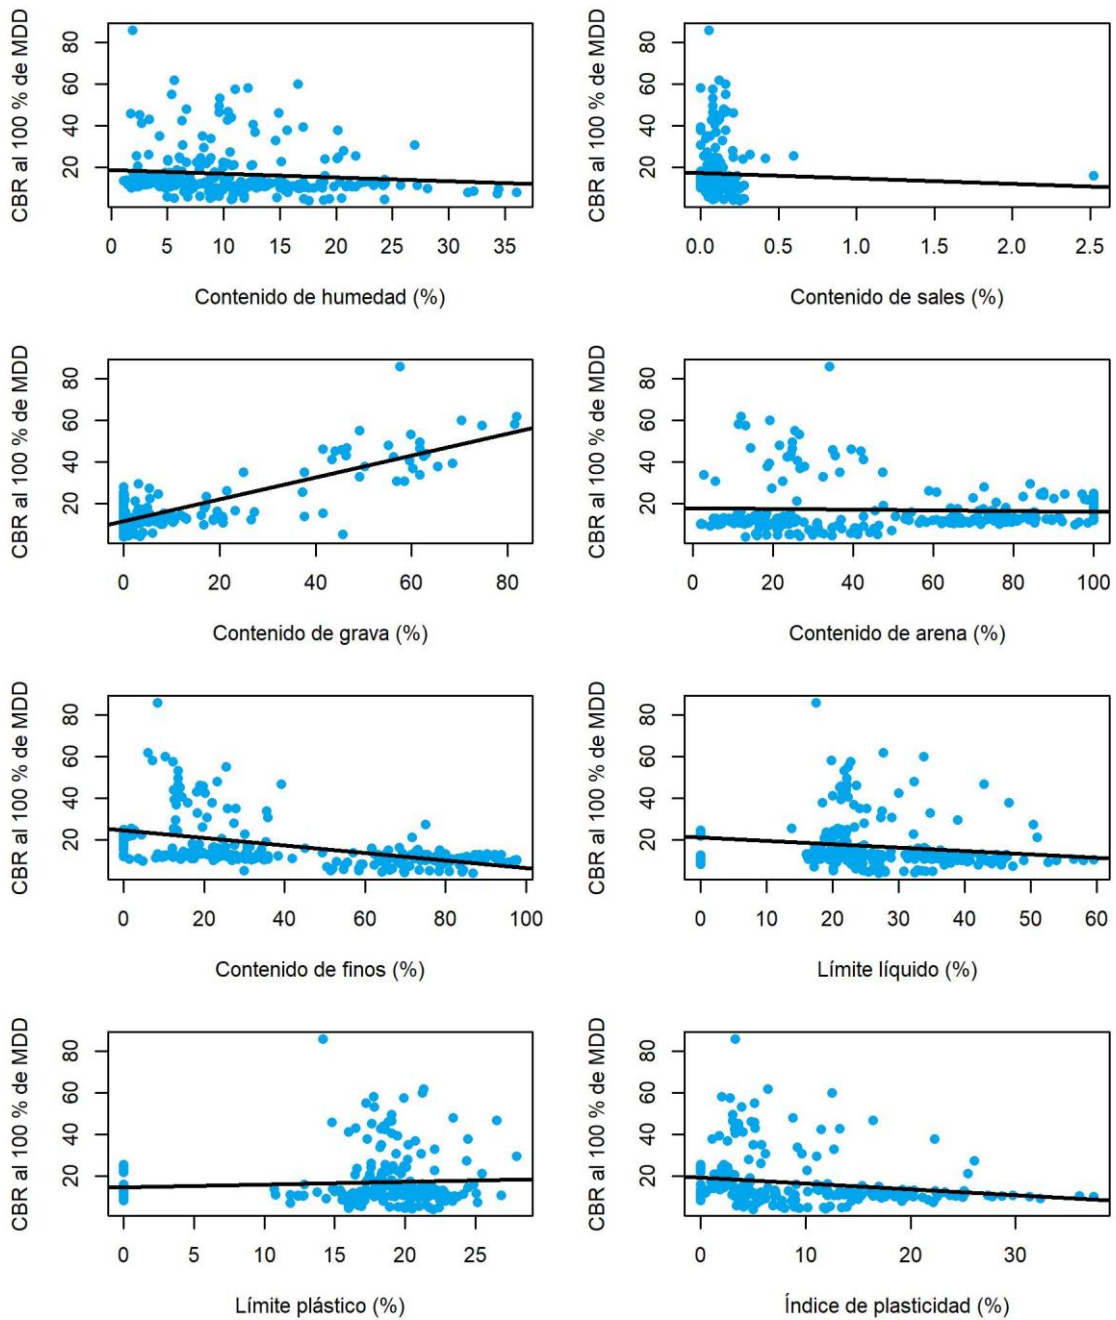 CBR al 100 % de MDD
20 40 60 80
0 5 10 15 20 25 30 35
Contenido de humedad (%)
CBR al 100 % de MDD
20 40 60 80
0.0 0.5 1.0 1.5 2.0 2.5
Contenido de sales (%)
CBR al 100 % de MDD
20 40 60 80
0 20 40 60 80
Contenido de grava (%)
CBR al 100 % de MDD
20 40 60 80
0 20 40 60 80 100
Contenido de arena (%)
CBR al 100 % de MDD
20 40 60 80
0 20 40 60 80 100
Contenido de finos (%)
CBR al 100 % de MDD
20 40 60 80
0 10 20 30 40 50 60
Límite líquido (%)
CBR al 100 % de MDD
20 40 60 80
0 5 10 15 20 25
Límite plástico (%)
CBR al 100 % de MDD
20 40 60 80
0 10 20 30
Índice de plasticidad (%)